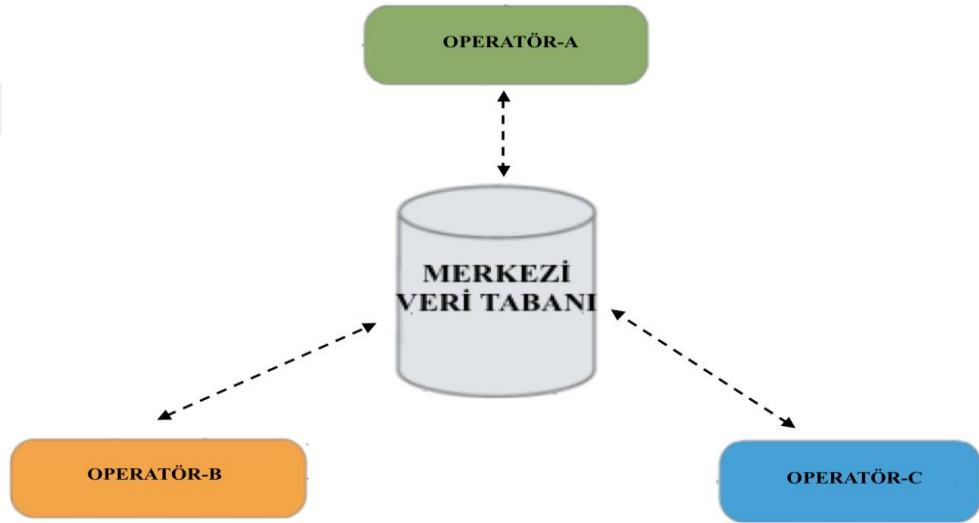 OPERATÖR-A
MERKEZİ
VERİ TABANI
OPERATÖR-B
OPERATÖR-C